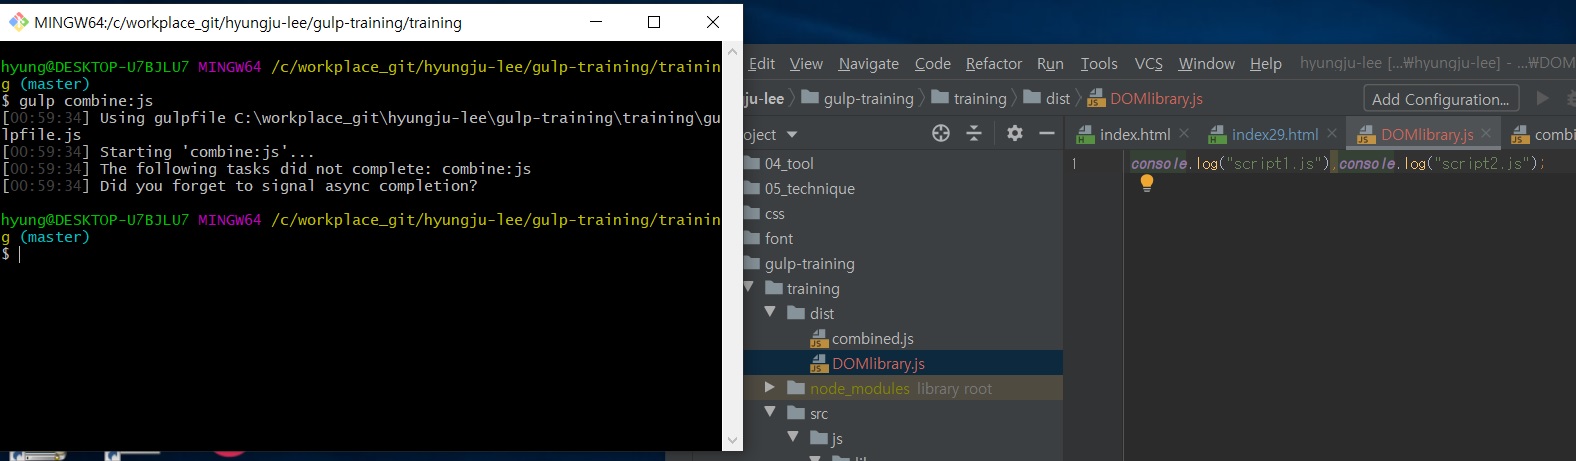 MINGW64:/c/workplace_git/hyungju-lee/gulp-training/training
hyung@DESKTOP-U7BJLU7 MINGW64 /c/workplace_git/hyungju-lee/gulp-training/trainin
g (master)
$ gulp combine:js
[00:59:34] Using gulpfile C:\workplace_git\hyungju-lee\gulp-training\training\gu
lpfile.js
[00:59:34] Starting 'combine:js'...
[00:59:34] The following tasks did not complete: combine:js
[00:59:34] Did you forget to signal async completion?
hyung@DESKTOP-U7BJLU7 MINGW64 /c/workplace_git/hyungju-lee/gulp-training/trainin
g (master)
$
dit View Navigate Code Refactor Run Tools VCS Window Help hyungju-lee [...₩hyungju-lee] - ...₩DOM
ju-lee gulp-training training dist DOMlibrary.js Add Configuration...
oject index.html index29.html DOMlibrary.js combi
1 console.log("script1.js"),console.log("script2.js");
04_tool
05_technique
css
font
gulp-training
training
dist
combined.js
DOMlibrary.js
node_modules library root
src
js